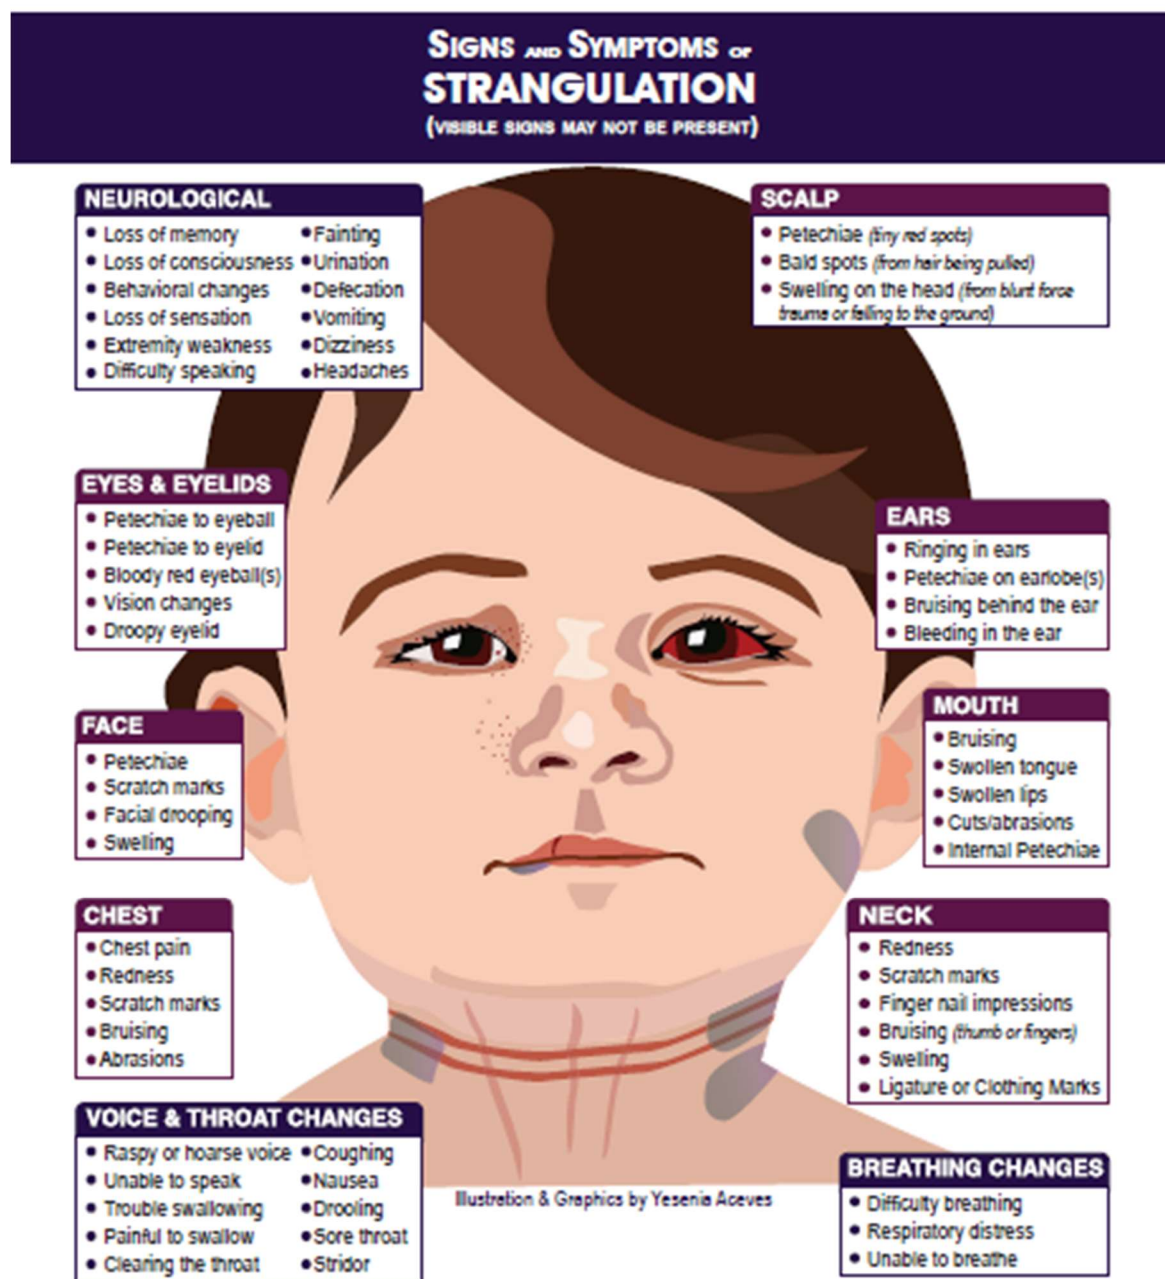 SIGNS AND SYMPTOMS OF
STRANGULATION
(VISIBLE SIGNS MAY NOT BE PRESENT)
NEUROLOGICAL
• Loss of memory
• Loss of consciousness
• Behavioral changes
• Loss of sensation
• Extremity weakness
• Difficulty speaking
• Fainting
• Urination
• Defecation
• Vomiting
• Dizziness
• Headaches
SCALP
• Petechiae (tiny red spots)
• Bald spots (from hair being pulled)
• Swelling on the head (from blunt force
trauma or falling to the ground)
EYES & EYELIDS
• Petechiae to eyeball
• Petechiae to eyelid
• Bloody red eyeball(s)
• Vision changes
• Droopy eyelid
EARS
• Ringing in ears
• Petechiae on earlobe(s)
• Bruising behind the ear
• Bleeding in the ear
FACE
• Petechiae
• Scratch marks
• Facial drooping
• Swelling
MOUTH
• Bruising
• Swollen tongue
• Swollen lips
• Cuts/abrasions
• Internal Petechiae
CHEST
• Chest pain
• Redness
• Scratch marks
• Bruising
• Abrasions
NECK
• Redness
• Scratch marks
• Finger nail impressions
• Bruising (thumb or fingers)
• Swelling
• Ligature or Clothing Marks
VOICE & THROAT CHANGES
• Raspy or hoarse voice
• Unable to speak
• Trouble swallowing
• Painful to swallow
• Clearing the throat
• Coughing
• Nausea
• Drooling
• Sore throat
• Stridor
BREATHING CHANGES
• Difficulty breathing
• Respiratory distress
• Unable to breathe
Illustration & Graphics by Yesenia Aceves